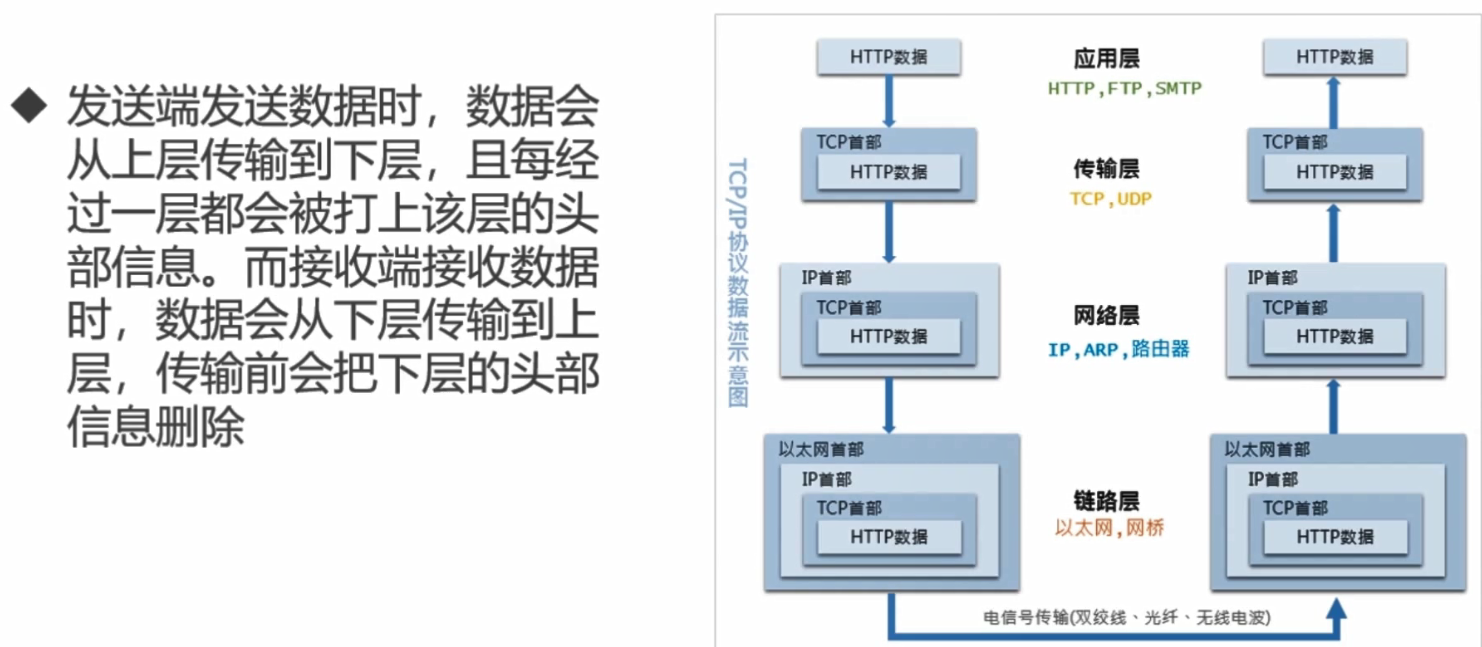 ◆ 发送端发送数据时，数据会
从上层传输到下层，且每经
过一层都会被打上该层的头
部信息。而接收端接收数据
时，数据会从下层传输到上
层，传输前会把下层的头部
信息删除
TCP/IP协议数据流示意图
HTTP数据
TCP首部
HTTP数据
IP首部
TCP首部
HTTP数据
以太网首部
IP首部
TCP首部
HTTP数据
应用层
HTTP,FTP,SMTP
传输层
TCP,UDP
网络层
IP,ARP,路由器
链路层
以太网,网桥
HTTP数据
TCP首部
HTTP数据
IP首部
TCP首部
HTTP数据
以太网首部
IP首部
TCP首部
HTTP数据
电信号传输(双绞线、光纤、无线电波)